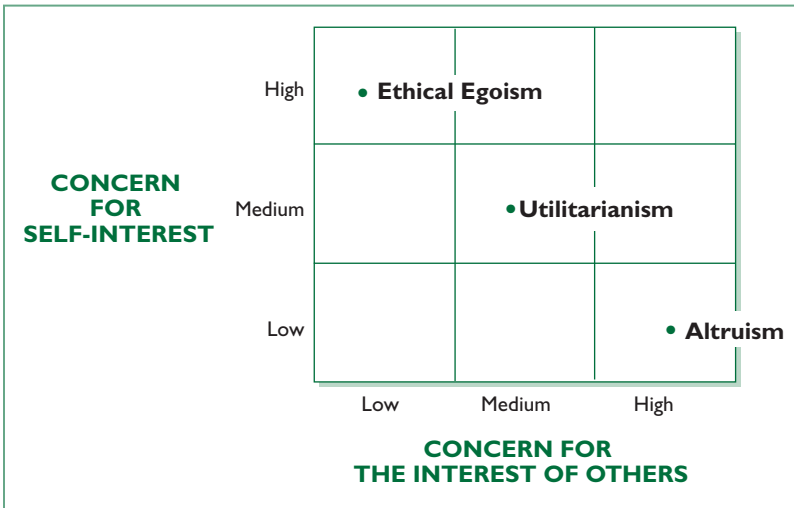 High
Ethical Egoism
CONCERN
FOR
SELF-INTEREST
Medium
Utilitarianism
Low
Altruism
Low
Medium
High
CONCERN FOR
THE INTEREST OF OTHERS